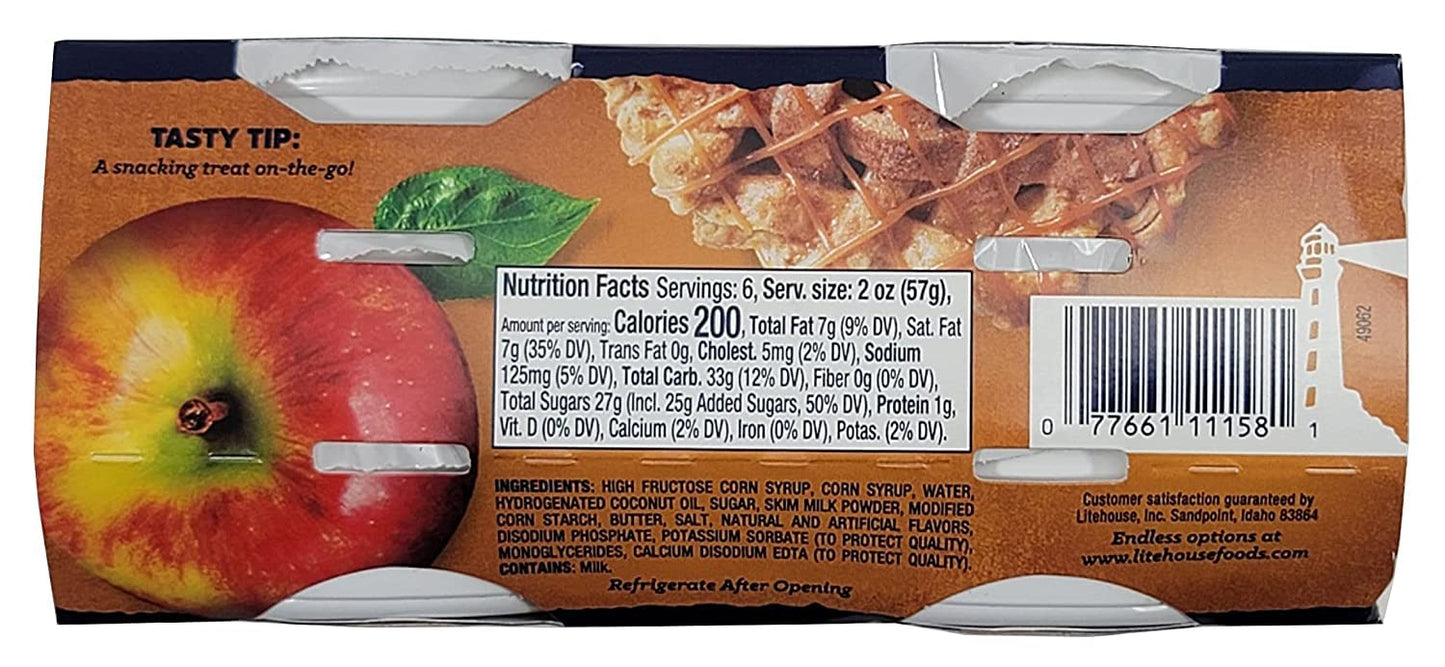 TASTY TIP:
A snacking treat on-the-go!
Nutrition Facts Servings: 6, Serv. size: 2 oz (57g),
Amount per serving: Calories 200, Total Fat 7g (9% DV), Sat. Fat
7g (35% DV), Trans Fat 0g, Cholest. 5mg (2% DV), Sodium
125mg (5% DV), Total Carb. 33g (12% DV), Fiber 0g (0% DV),
Total Sugars 27g (Incl. 25g Added Sugars, 50% DV), Protein 1g,
Vit. D (0% DV), Calcium (2% DV), Iron (0% DV), Potas. (2% DV).
INGREDIENTS: HIGH FRUCTOSE CORN SYRUP, CORN SYRUP, WATER,
HYDROGENATED COCONUT OIL, SUGAR, SKIM MILK POWDER, MODIFIED
CORN STARCH, BUTTER, SALT, NATURAL AND ARTIFICIAL FLAVORS,
DISODIUM PHOSPHATE, POTASSIUM SORBATE (TO PROTECT QUALITY),
MONOGLYCERIDES, CALCIUM DISODIUM EDTA (TO PROTECT QUALITY).
CONTAINS: Milk.
Refrigerate After Opening
49062
0 77661 11158 1
Customer satisfaction guaranteed by
Litehouse, Inc. Sandpoint, Idaho 83864
Endless options at
www.litehousefoods.com